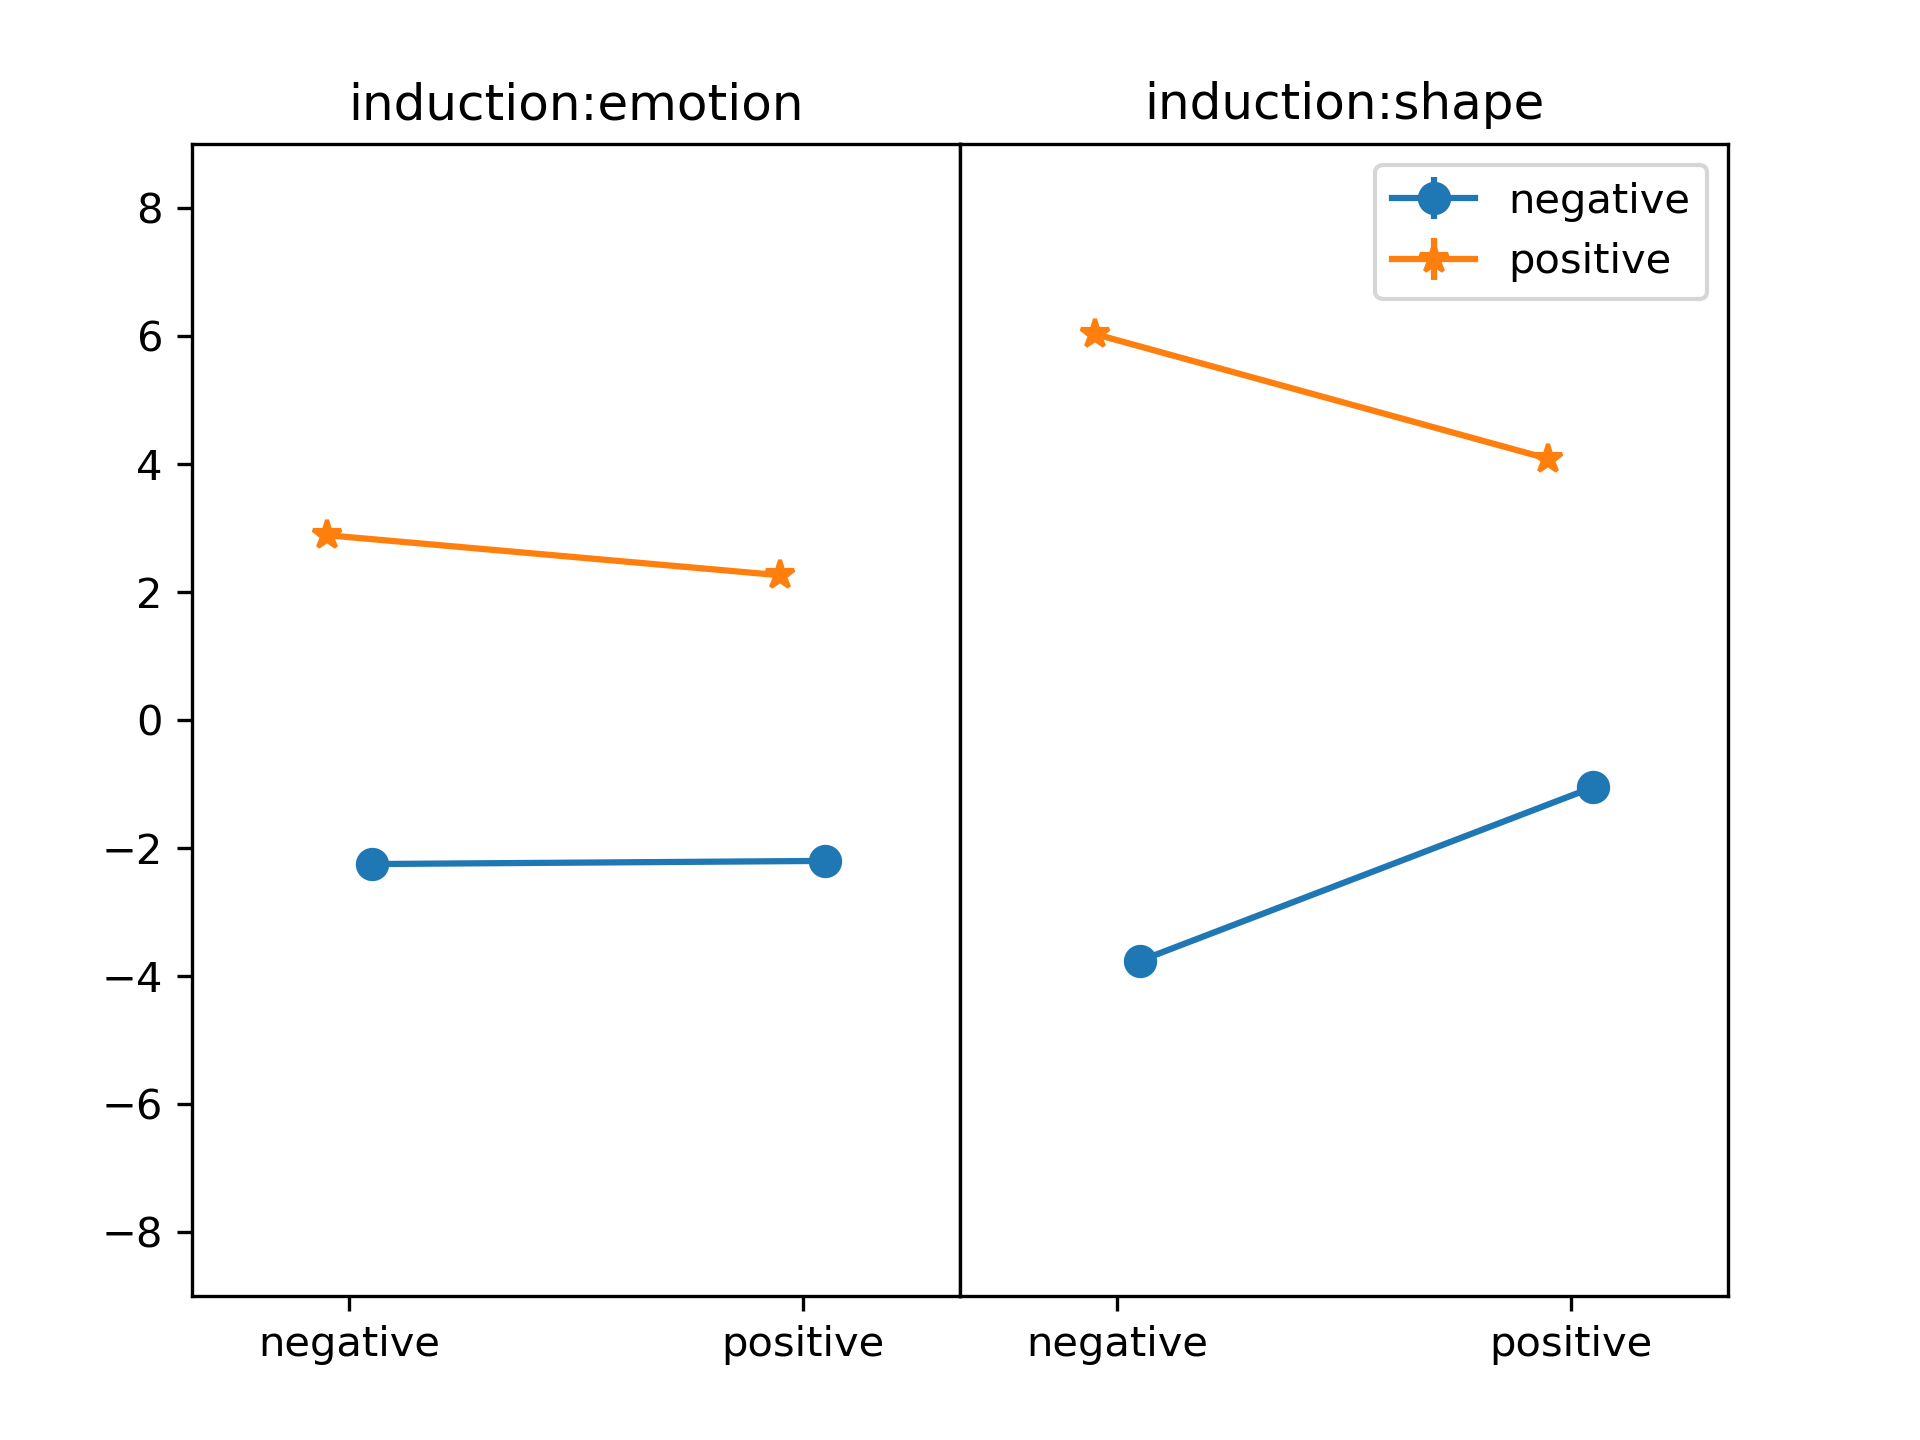 induction:emotion
induction:shape
negative
positive
8
6
4
2
0
−2
−4
−6
−8
negative positive negative positive